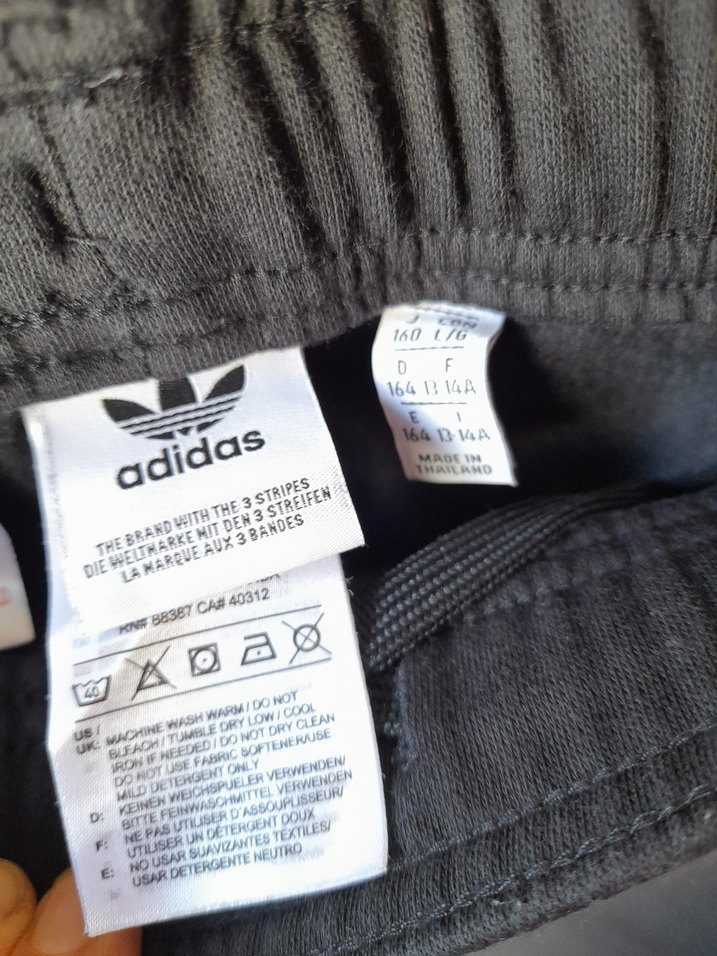 adidas
THE BRAND WITH THE 3 STRIPES
DIE WELTMARKE MIT DEN 3 STREIFEN
LA MARQUE AUX 3 BANDES
RN# 88387 CA# 40312
40
US /
UK: MACHINE WASH WARM / DO NOT
BLEACH / TUMBLE DRY LOW / COOL
IRON IF NEEDED / DO NOT DRY CLEAN
DO NOT USE FABRIC SOFTENER/USE
MILD DETERGENT ONLY
D: KEINEN WEICHSPUELER VERWENDEN/
BITTE FEINWASCHMITTEL VERWENDEN
F: NE PAS UTILISER D'ASSOUPLISSEUR/
UTILISER UN DÉTERGENT DOUX
E: NO USAR SUAVIZANTES TEXTILES/
USAR DETERGENTE NEUTRO
J CDN
160 L/G
D F
164 13 14A
E I
164 13-14A
MADE IN
THAILAND